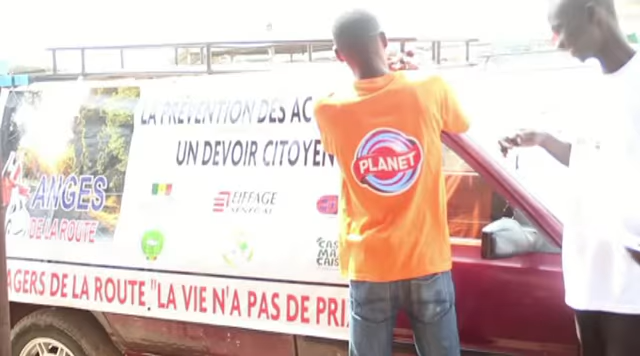 LA PRÉVENTION DES AC
UN DEVOIR CITOYEN
ANGES
DE LA ROUTE
EIFFAGE
SÉNÉGAL
PLANET
AGERS DE LA ROUTE, "LA VIE N'A PAS DE PRI